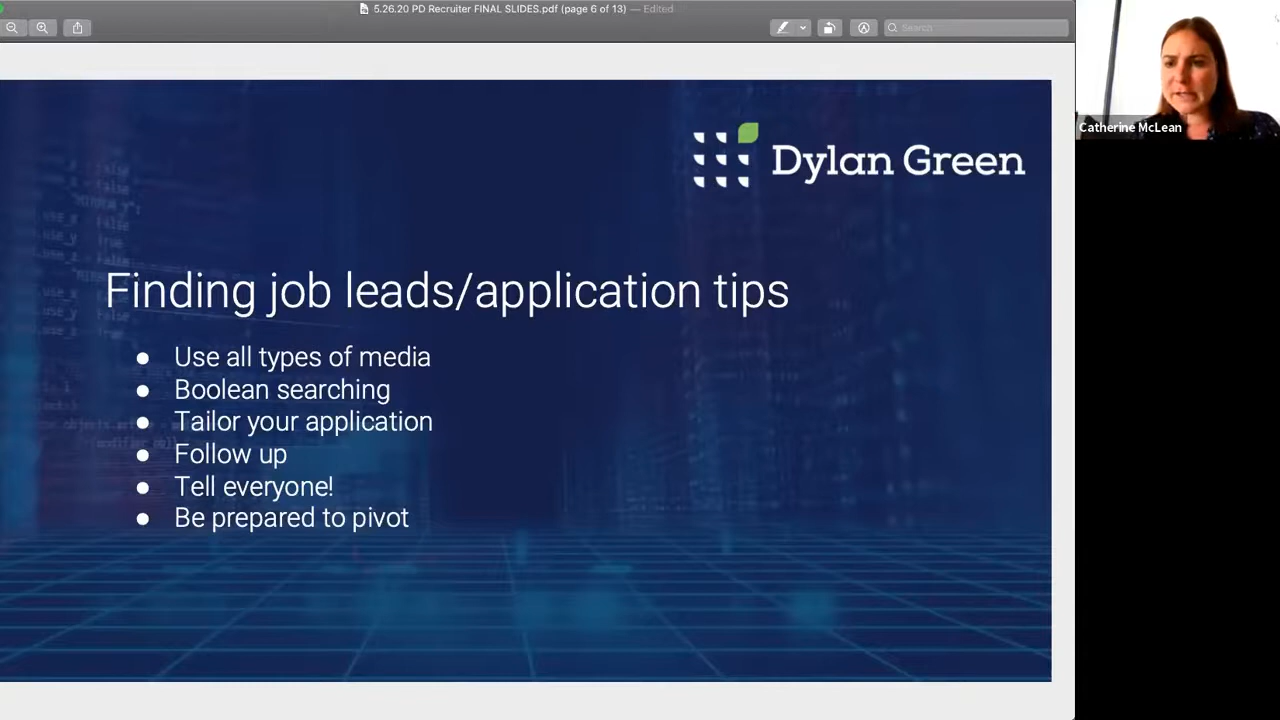 5.26.20 PD Recruiter FINAL SLIDES.pdf (page 6 of 13) — Edited
Search
Catherine McLean
Dylan Green
Finding job leads/application tips
● Use all types of media
● Boolean searching
● Tailor your application
● Follow up
● Tell everyone!
● Be prepared to pivot